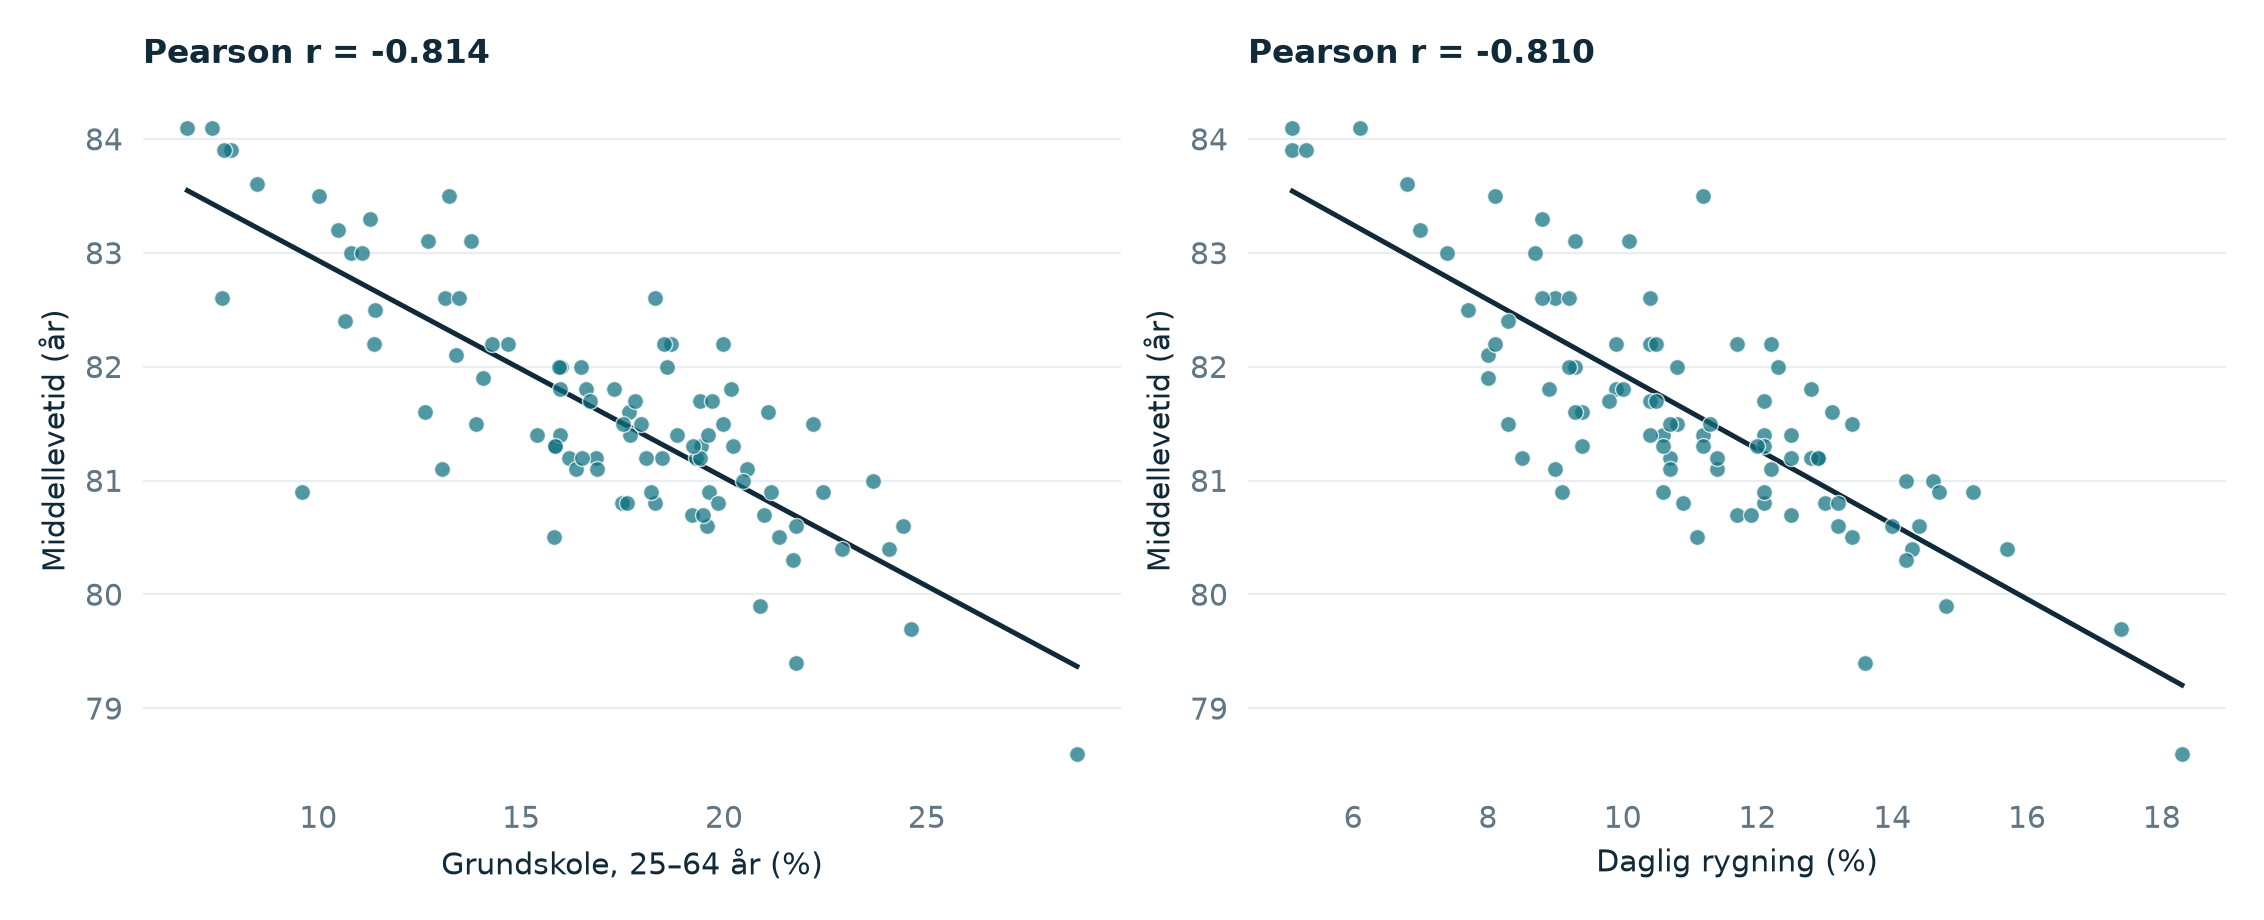 Pearson r = -0.814
84
83
82
81
80
79
10 15 20 25
Grundskole, 25–64 år (%)
Middellevetid (år)
Pearson r = -0.810
84
83
82
81
80
79
6 8 10 12 14 16 18
Daglig rygning (%)
Middellevetid (år)